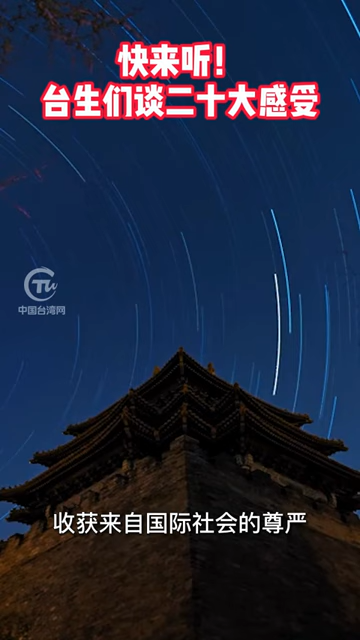 快来听！
台生们谈二十大感受
中国台湾网
收获来自国际社会的尊严